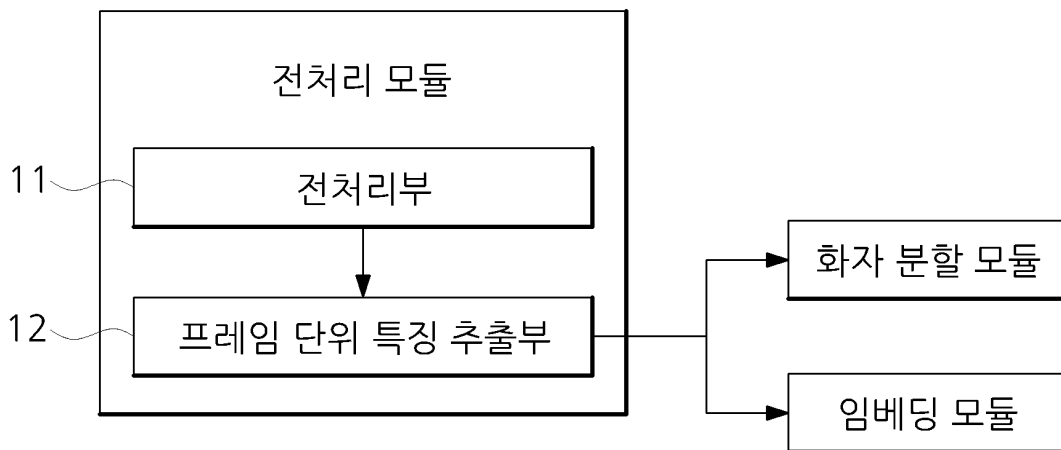 전처리 모듈
11
전처리부
12
프레임 단위 특징 추출부
화자 분할 모듈
임베딩 모듈